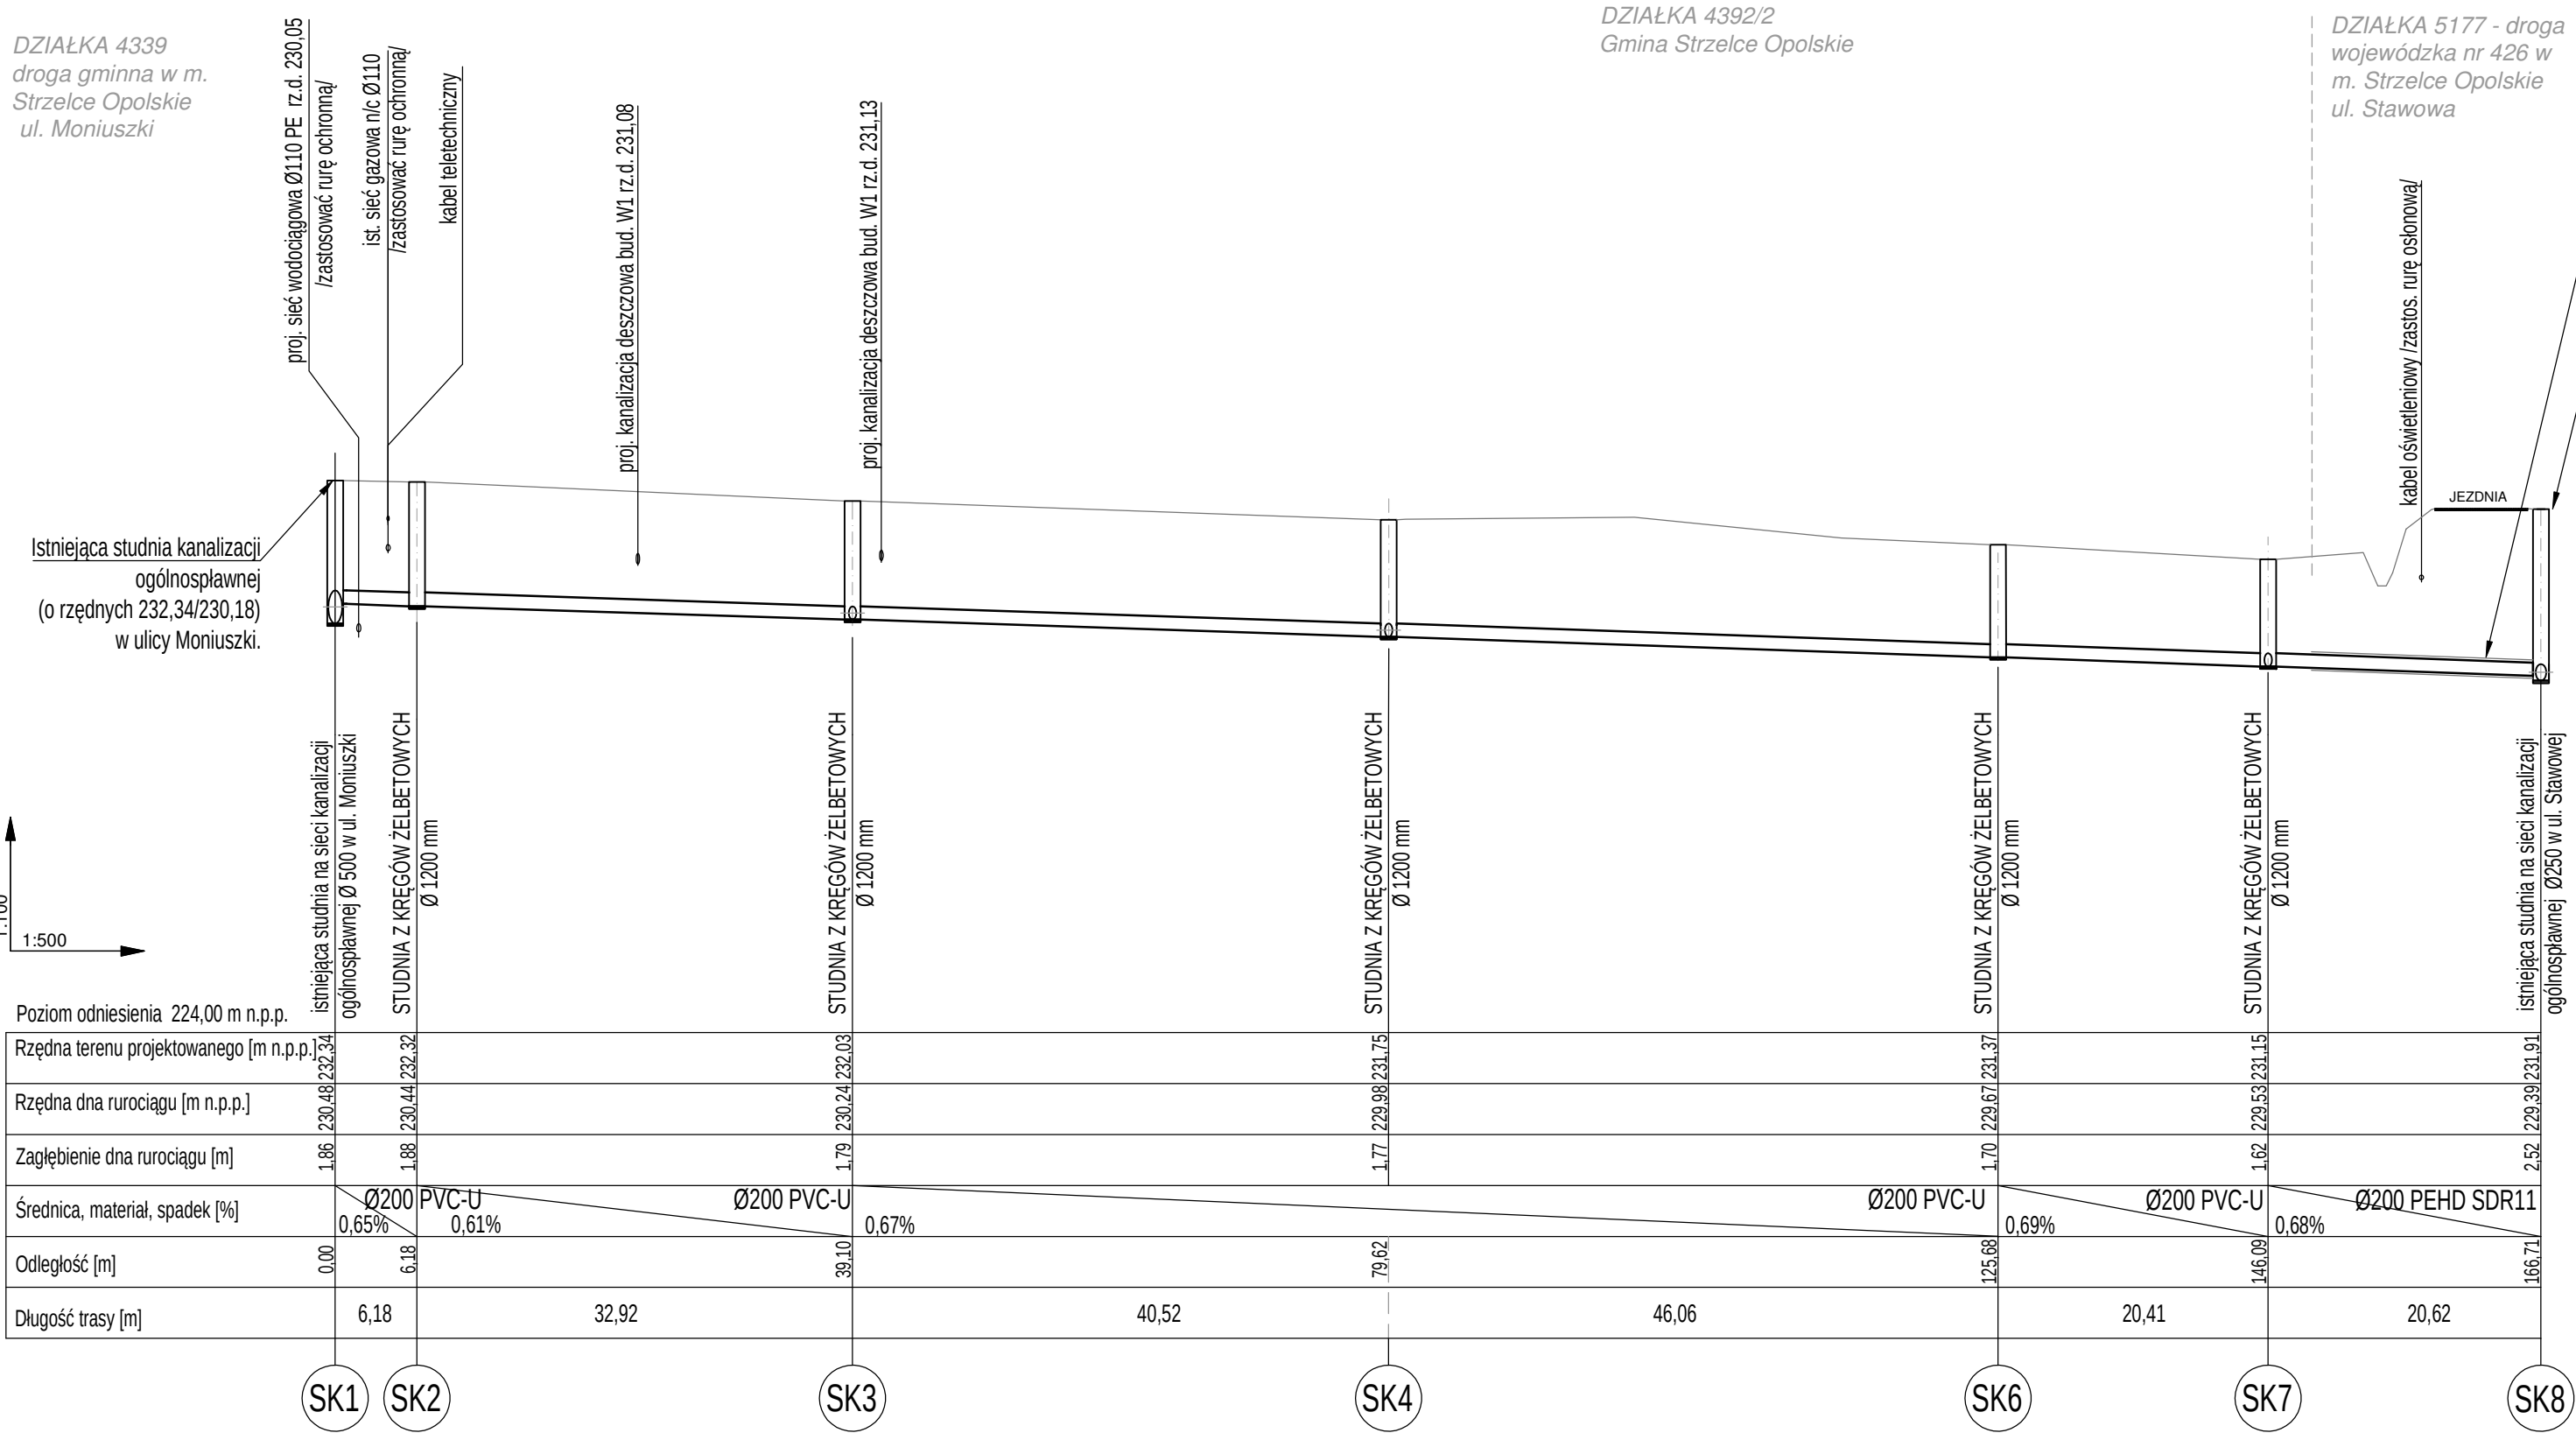 DZIAŁKA 4339
droga gminna w m.
Strzelce Opolskie
ul. Moniuszki
DZIAŁKA 4392/2
Gmina Strzelce Opolskie
DZIAŁKA 5177 - droga
wojewódzka nr 426 w
m. Strzelce Opolskie
ul. Stawowa
proj. sieć wodociągowa Ø110 PE rz.d. 230,05
/zastosować rurę ochronną/
ist. sieć gazowa n/c Ø110
/zastosować rurę ochronną/
kabel teletechniczny
proj. kanalizacja deszczowa bud. W1 rz.d. 231,08
proj. kanalizacja deszczowa bud. W1 rz.d. 231,13
kabel oświetleniowy /zastos. rurę osłonową/
JEZDNIA
Istniejąca studnia kanalizacji
ogólnospławnej
(o rzędnych 232,34/230,18)
w ulicy Moniuszki.
istniejąca studnia na sieci kanalizacji
ogólnospławnej Ø 500 w ul. Moniuszki
STUDNIA Z KRĘGÓW ŻELBETOWYCH
Ø 1200 mm
STUDNIA Z KRĘGÓW ŻELBETOWYCH
Ø 1200 mm
STUDNIA Z KRĘGÓW ŻELBETOWYCH
Ø 1200 mm
STUDNIA Z KRĘGÓW ŻELBETOWYCH
Ø 1200 mm
STUDNIA Z KRĘGÓW ŻELBETOWYCH
Ø 1200 mm
istniejąca studnia na sieci kanalizacji
ogólnospławnej Ø250 w ul. Stawowej
1:100
1:500
Poziom odniesienia 224,00 m n.p.p.
Rzędna terenu projektowanego [m n.p.p.] 232,34 232,32 232,03 231,75 231,37 231,15 231,91
Rzędna dna rurociągu [m n.p.p.] 230,48 230,44 230,24 229,98 229,67 229,53 229,39
Zagłębienie dna rurociągu [m] 1,86 1,88 1,79 1,77 1,70 1,62 2,52
Średnica, materiał, spadek [%] Ø200 PVC-U Ø200 PVC-U Ø200 PVC-U Ø200 PVC-U Ø200 PEHD SDR11
0,65% 0,61% 0,67% 0,69% 0,68%
Odległość [m] 0,00 6,18 39,10 79,62 125,68 146,09 166,71
Długość trasy [m] 6,18 32,92 40,52 46,06 20,41 20,62
SK1 SK2 SK3 SK4 SK6 SK7 SK8